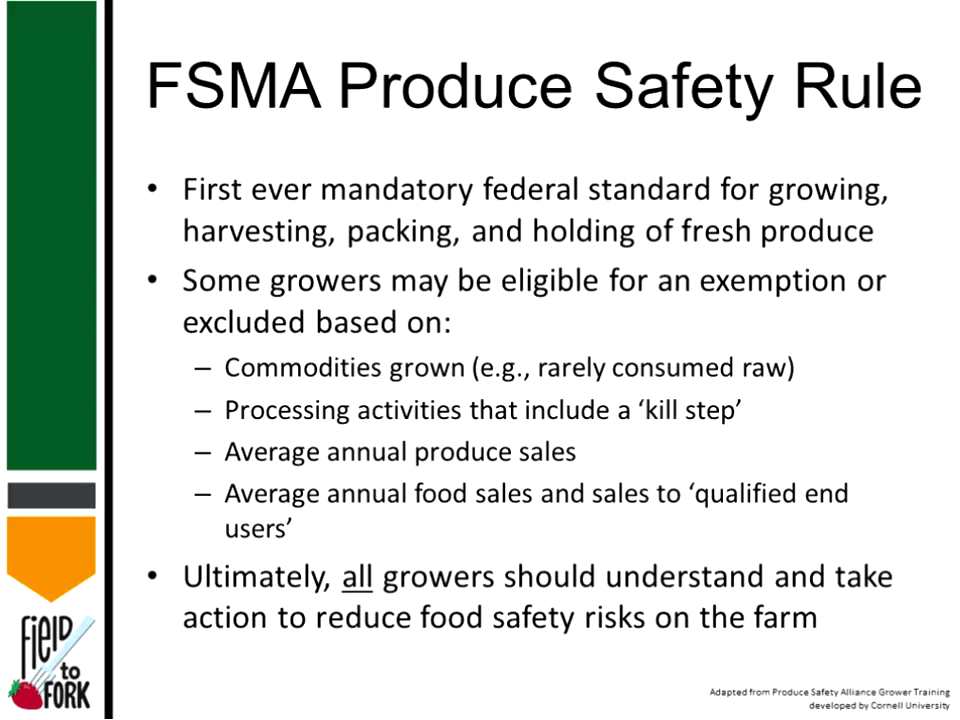 FSMA Produce Safety Rule
• First ever mandatory federal standard for growing,
harvesting, packing, and holding of fresh produce
• Some growers may be eligible for an exemption or
excluded based on:
– Commodities grown (e.g., rarely consumed raw)
– Processing activities that include a ‘kill step’
– Average annual produce sales
– Average annual food sales and sales to ‘qualified end
users’
• Ultimately, all growers should understand and take
action to reduce food safety risks on the farm
FiELD
to
FORK
Adapted from Produce Safety Alliance Grower Training
developed by Cornell University